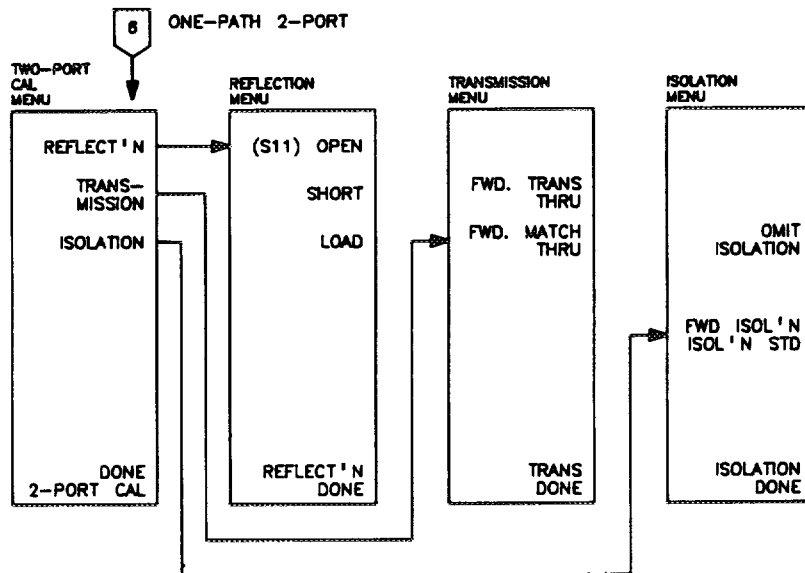 6
ONE-PATH 2-PORT
TWO-PORT
CAL
MENU
REFLECT'N
TRANS-
MISSION
ISOLATION
DONE
2-PORT CAL
REFLECTION
MENU
(S11) OPEN
SHORT
LOAD
REFLECT'N
DONE
TRANSMISSION
MENU
FWD. TRANS
THRU
FWD. MATCH
THRU
TRANS
DONE
ISOLATION
MENU
OMIT
ISOLATION
FWD ISOL'N
ISOL'N STD
ISOLATION
DONE